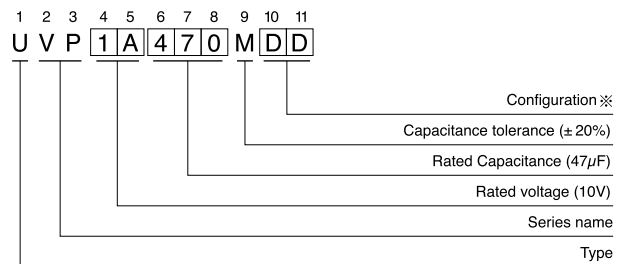 1 2 3 4 5 6 7 8 9 10 11
U V P 1 A 4 7 0 M D D
Configuration※
Capacitance tolerance (±20%)
Rated Capacitance (47µF)
Rated voltage (10V)
Series name
Type